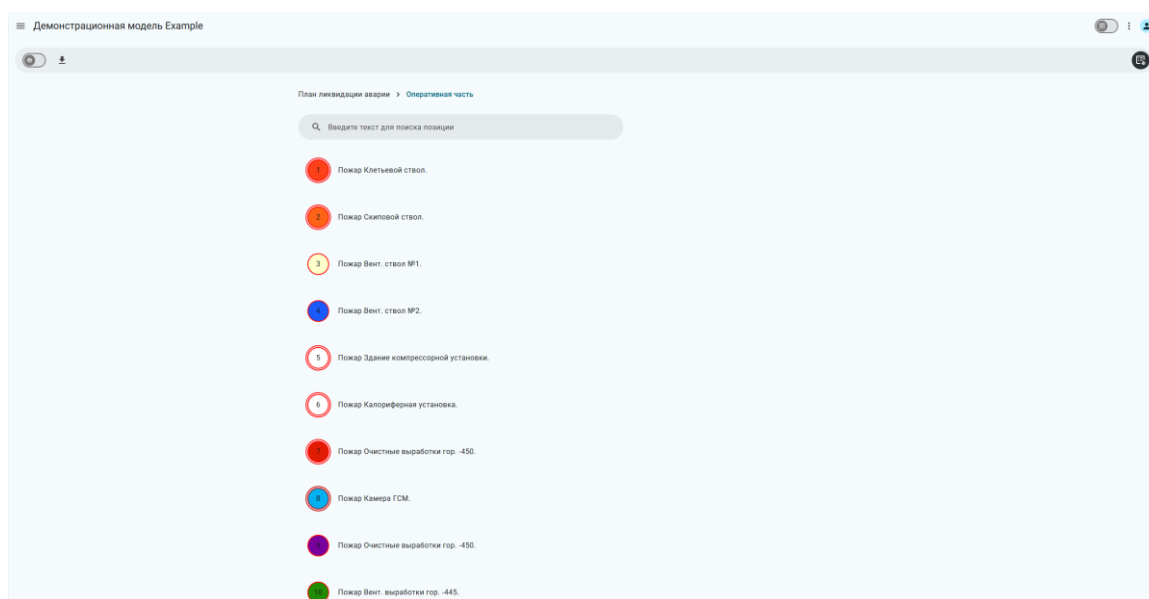 Демонстрационная модель Example
План ликвидации аварии > Оперативная часть
Введите текст для поиска позиции
1 Пожар Клетьевой ствол.
2 Пожар Скиповой ствол.
3 Пожар Вент. ствол №1.
4 Пожар Вент. ствол №2.
5 Пожар Здание компрессорной установки.
6 Пожар Калориферная установка.
7 Пожар Очистные выработки гор. -450.
8 Пожар Камера ГСМ.
9 Пожар Очистные выработки гор. -450.
10 Пожар Вент. выработки гор. -445.